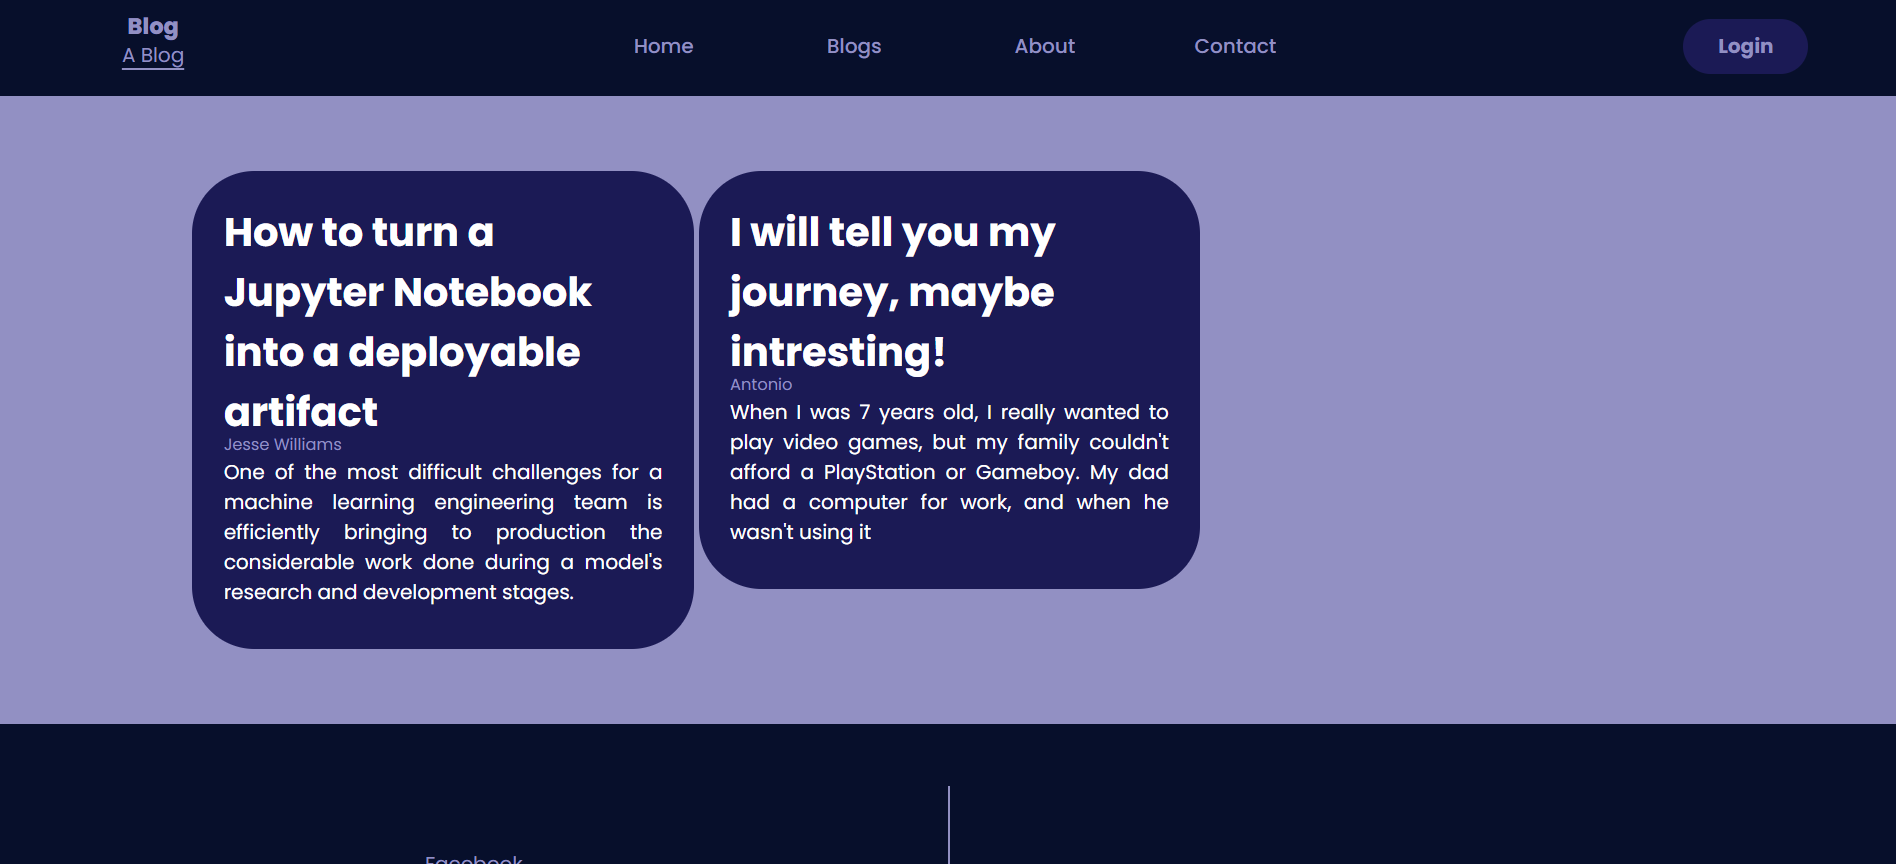 Blog
A Blog
Home
Blogs
About
Contact
Login
How to turn a
Jupyter Notebook
into a deployable
artifact
Jesse Williams
One of the most difficult challenges for a
machine learning engineering team is
efficiently bringing to production the
considerable work done during a model's
research and development stages.
I will tell you my
journey, maybe
intresting!
Antonio
When I was 7 years old, I really wanted to
play video games, but my family couldn't
afford a PlayStation or Gameboy. My dad
had a computer for work, and when he
wasn't using it
Facebook